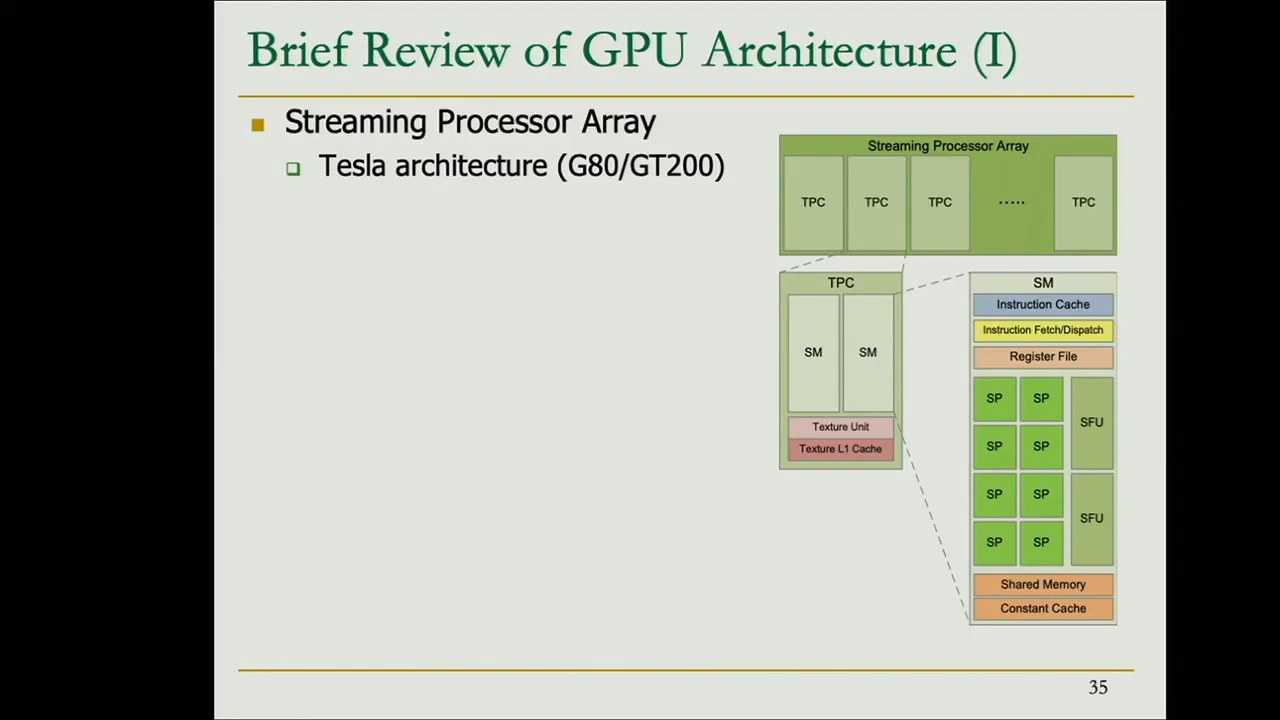 Brief Review of GPU Architecture (I)
Streaming Processor Array
Tesla architecture (G80/GT200)
Streaming Processor Array
TPC TPC TPC ····· TPC
TPC
SM SM
Texture Unit
Texture L1 Cache
SM
Instruction Cache
Instruction Fetch/Dispatch
Register File
SP SP
SFU
SP SP
SP SP
SFU
SP SP
Shared Memory
Constant Cache
35